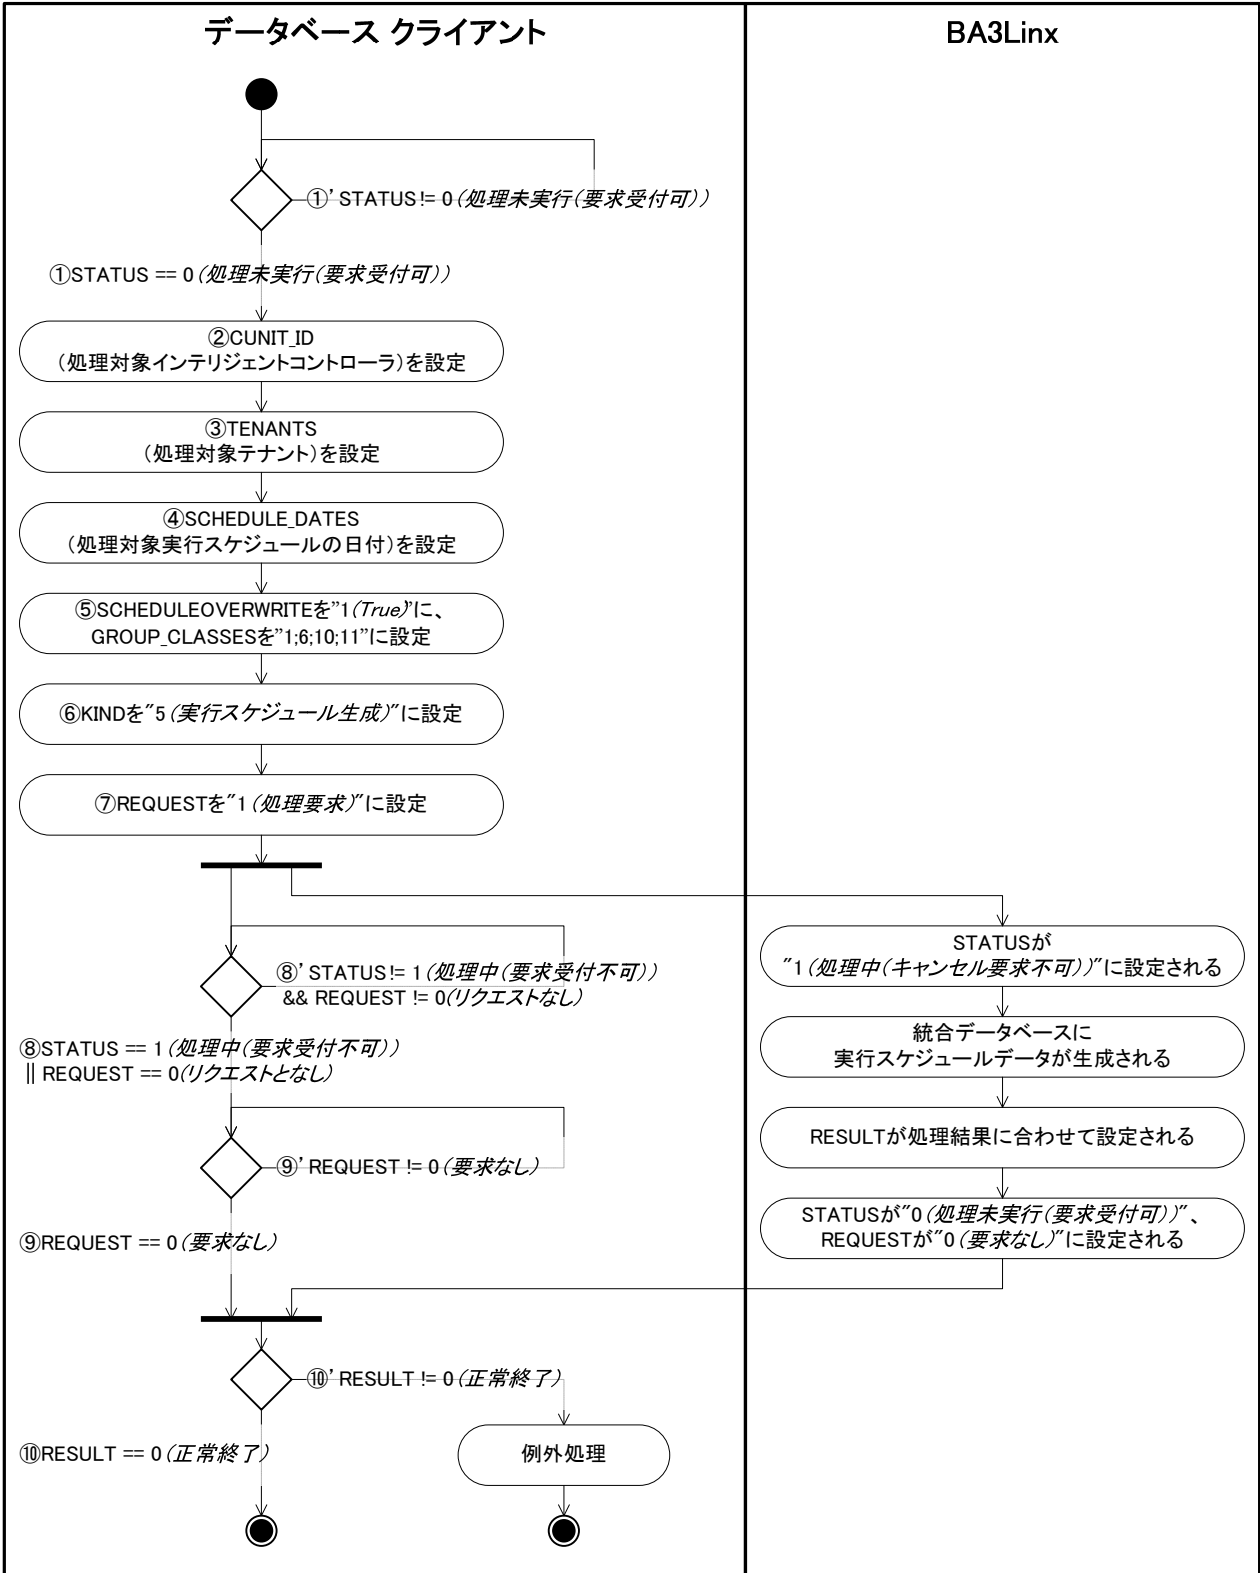 データベース クライアント
BA3Linx
①' STATUS != 0(処理未実行(要求受付可))
①STATUS == 0(処理未実行(要求受付可))
②CUNIT_ID
(処理対象インテリジェントコントローラ)を設定
③TENANTS
(処理対象テナント)を設定
④SCHEDULE_DATES
(処理対象実行スケジュールの日付)を設定
⑤SCHEDULEOVERWRITEを”1(True)”に、
GROUP_CLASSESを”1;6;10;11”に設定
⑥KINDを"5(実行スケジュール生成)"に設定
⑦REQUESTを"1(処理要求)"に設定
⑧' STATUS != 1(処理中(要求受付不可))
&& REQUEST != 0(リクエストなし)
⑧STATUS == 1(処理中(要求受付不可))
|| REQUEST == 0(リクエストとなし)
⑨' REQUEST != 0(要求なし)
⑨REQUEST == 0(要求なし)
STATUSが
"1(処理中(キャンセル要求不可))"に設定される
統合データベースに
実行スケジュールデータが生成される
RESULTが処理結果に合わせて設定される
STATUSが"0(処理未実行(要求受付可))"、
REQUESTが"0(要求なし)"に設定される
⑩' RESULT != 0(正常終了)
⑩RESULT == 0(正常終了)
例外処理